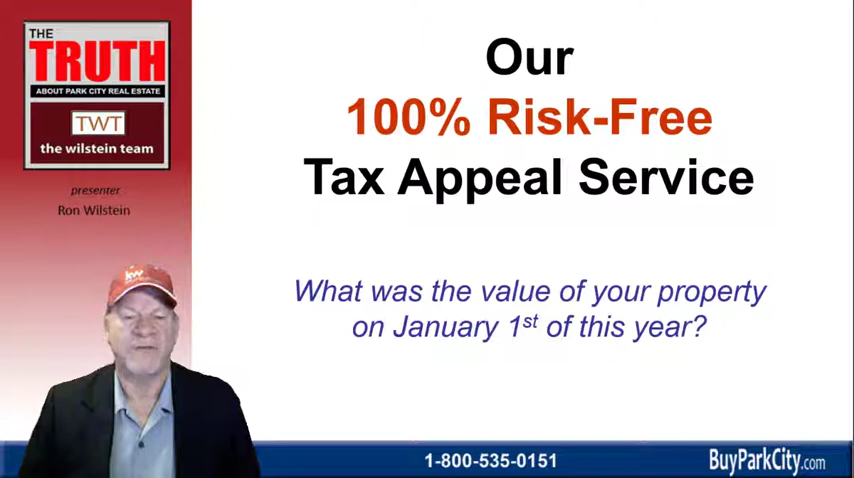 THE
TRUTH
ABOUT PARK CITY REAL ESTATE
TWT
the wilstein team
presenter
Ron Wilstein
Our
100% Risk-Free
Tax Appeal Service
What was the value of your property
on January 1st of this year?
kw
1-800-535-0151
BuyParkCity.com